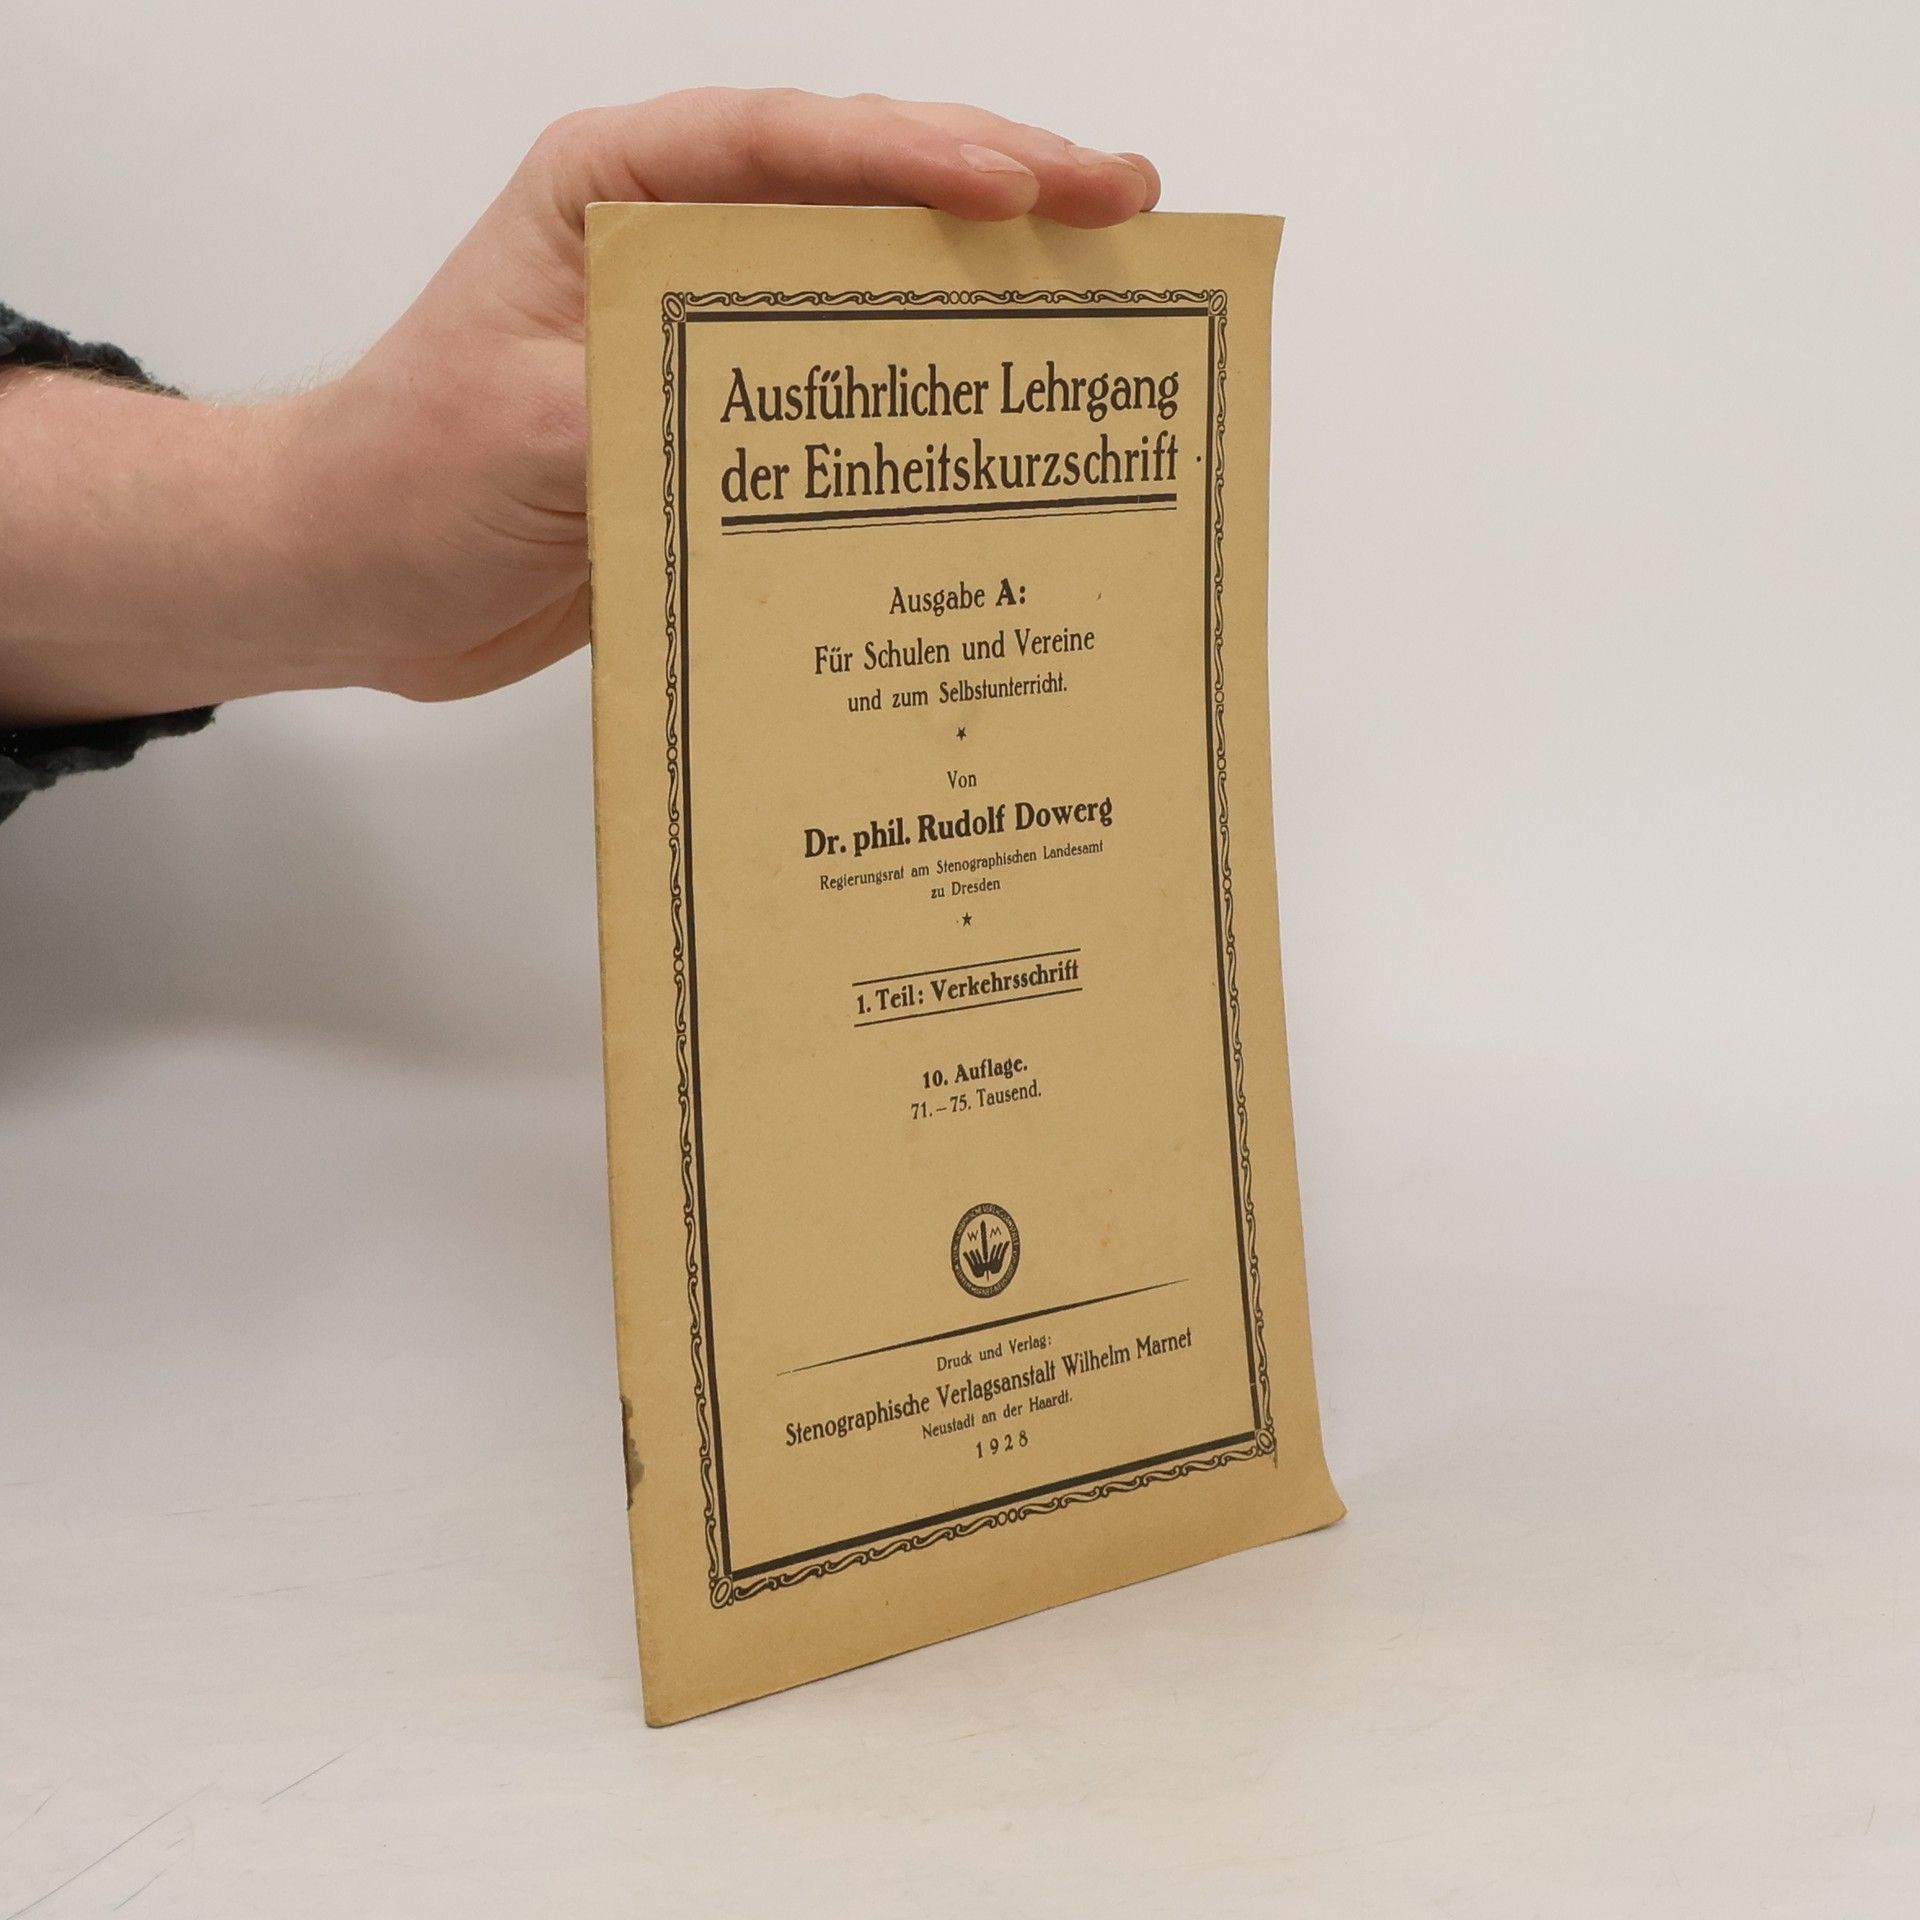 Ausführlicher Lehrgang
der Einheitskurzschrift
Ausgabe A:
Für Schulen und Vereine
und zum Selbstunterricht.
Von
Dr. phil. Rudolf Dowerg
Regierungsrat am Stenographischen Landesamt
zu Dresden
1. Teil: Verkehrsschrift
10. Auflage.
71.–75. Tausend.
W M
Druck und Verlag:
Stenographische Verlagsanstalt Wilhelm Marnet
Neustadt an der Haardt.
1928